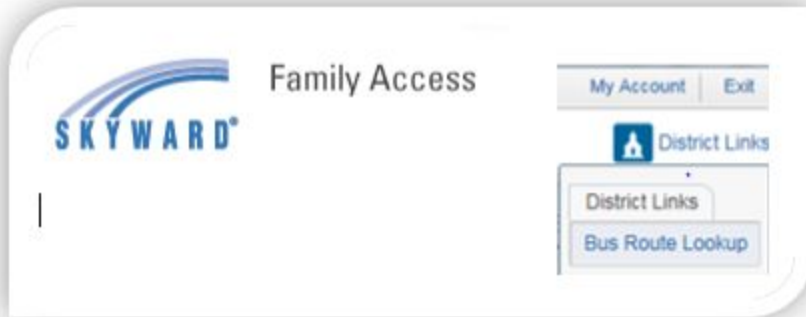 SKYWARD®
Family Access
My Account
Exit
District Links
District Links
Bus Route Lookup